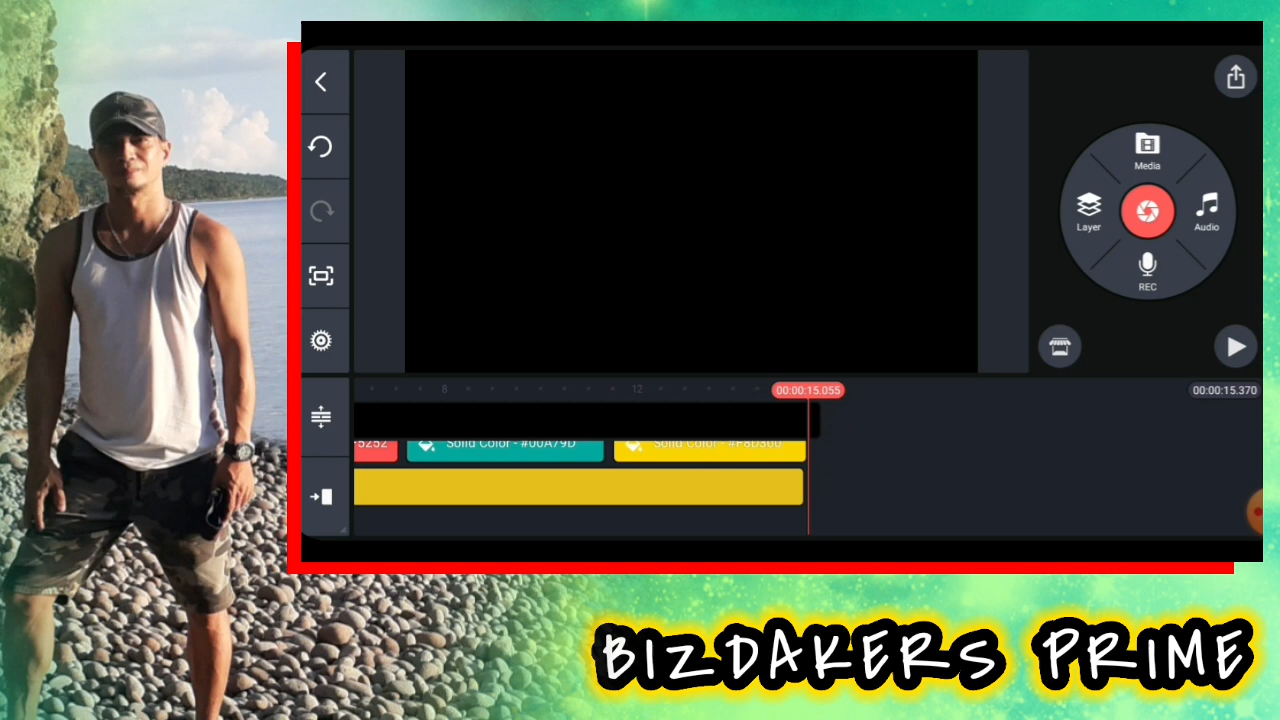 Media
Layer
Audio
REC
8
12
00:00:15.055
00:00:15.370
5252
Solid Color - #00A79D
Solid Color - #F8D300
BIZDAKERS PRIME